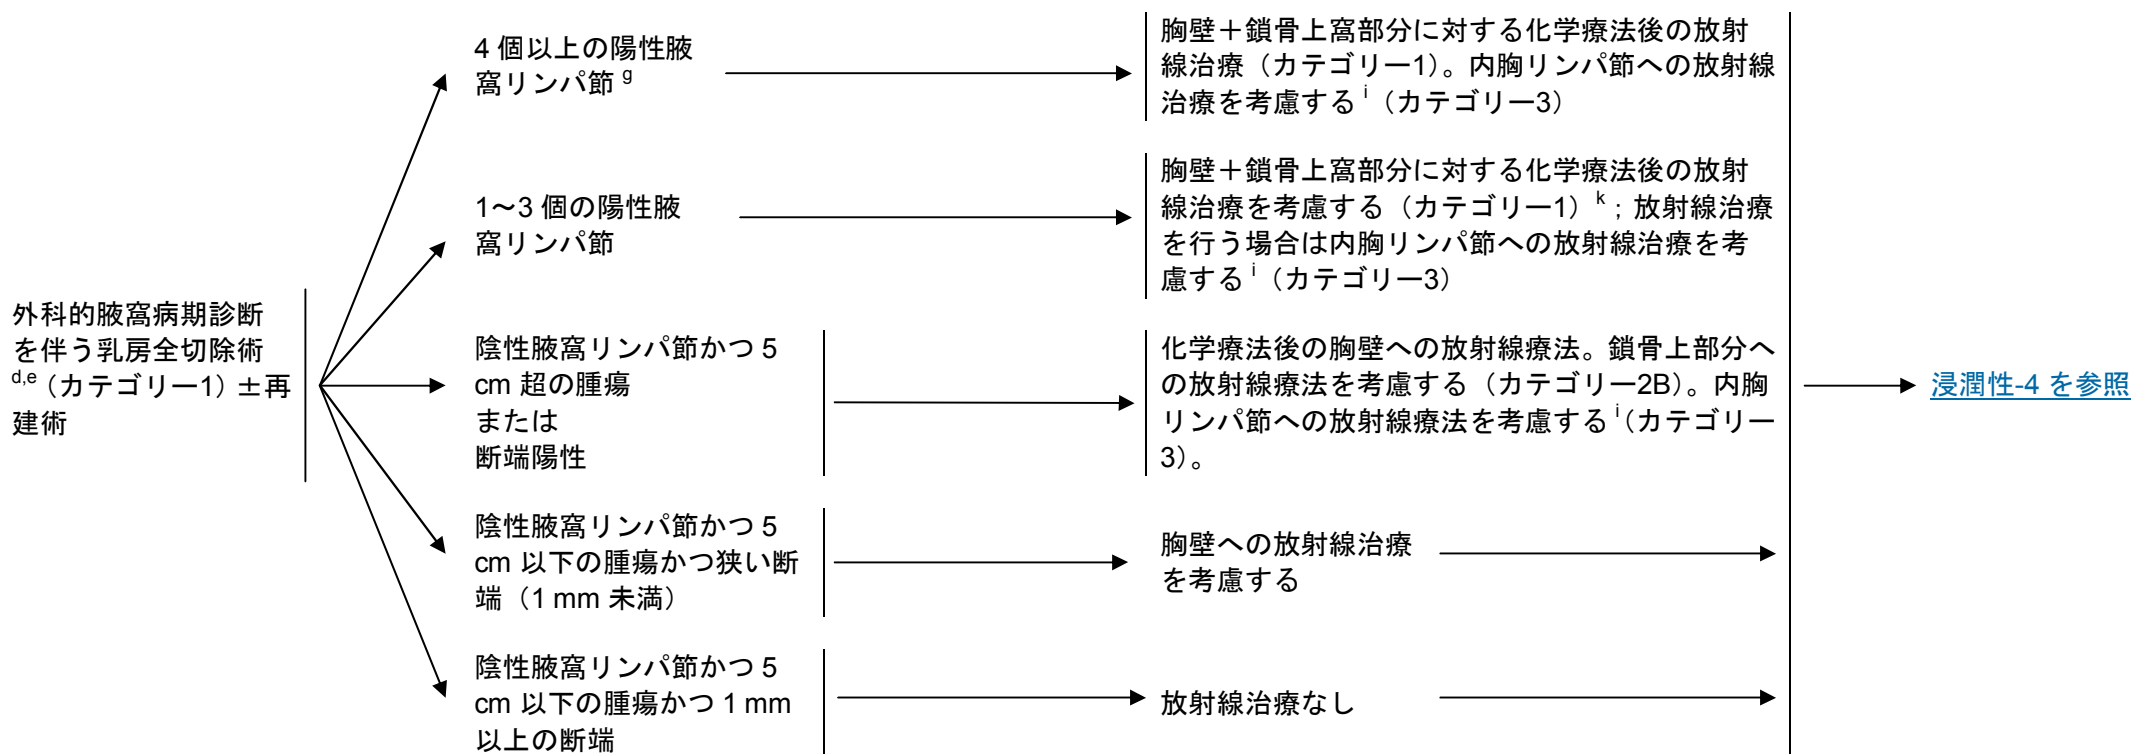 外科的腋窩病期診断
を伴う乳房全切除術
d,e (カテゴリー1) ±再
建術
4 個以上の陽性腋
窩リンパ節 g
胸壁＋鎖骨上窩部分に対する化学療法後の放射
線治療（カテゴリー1）。内胸リンパ節への放射線
治療を考慮する i（カテゴリー3）
1～3 個の陽性腋
窩リンパ節
胸壁＋鎖骨上窩部分に対する化学療法後の放射
線治療を考慮する（カテゴリー1）k；放射線治療
を行う場合は内胸リンパ節への放射線治療を考
慮する i（カテゴリー3）
陰性腋窩リンパ節かつ 5
cm 超の腫瘍
または
断端陽性
化学療法後の胸壁への放射線療法。鎖骨上部分へ
の放射線療法を考慮する（カテゴリー2B）。内胸
リンパ節への放射線療法を考慮する i（カテゴリー
3）。
陰性腋窩リンパ節かつ 5
cm 以下の腫瘍かつ狭い断
端（1 mm 未満）
胸壁への放射線治療
を考慮する
陰性腋窩リンパ節かつ 5
cm 以下の腫瘍かつ 1 mm
以上の断端
放射線治療なし
浸潤性-4 を参照